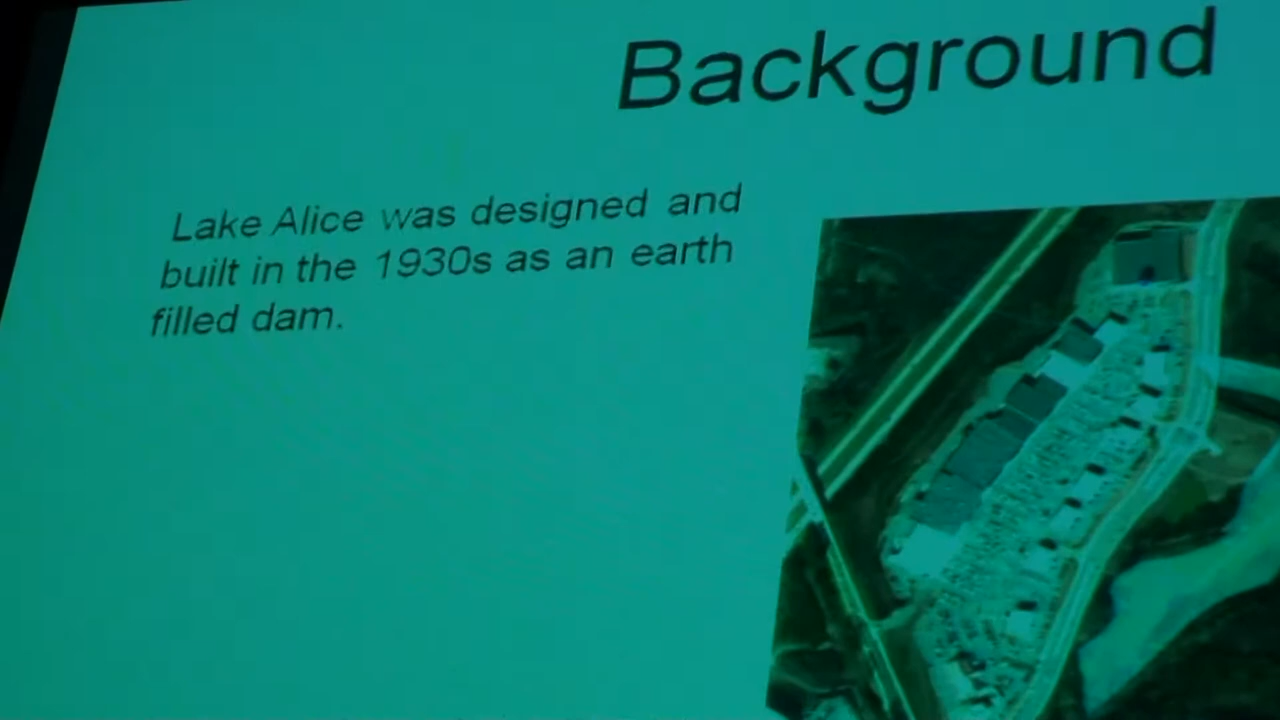 Background
Lake Alice was designed and
built in the 1930s as an earth
filled dam.